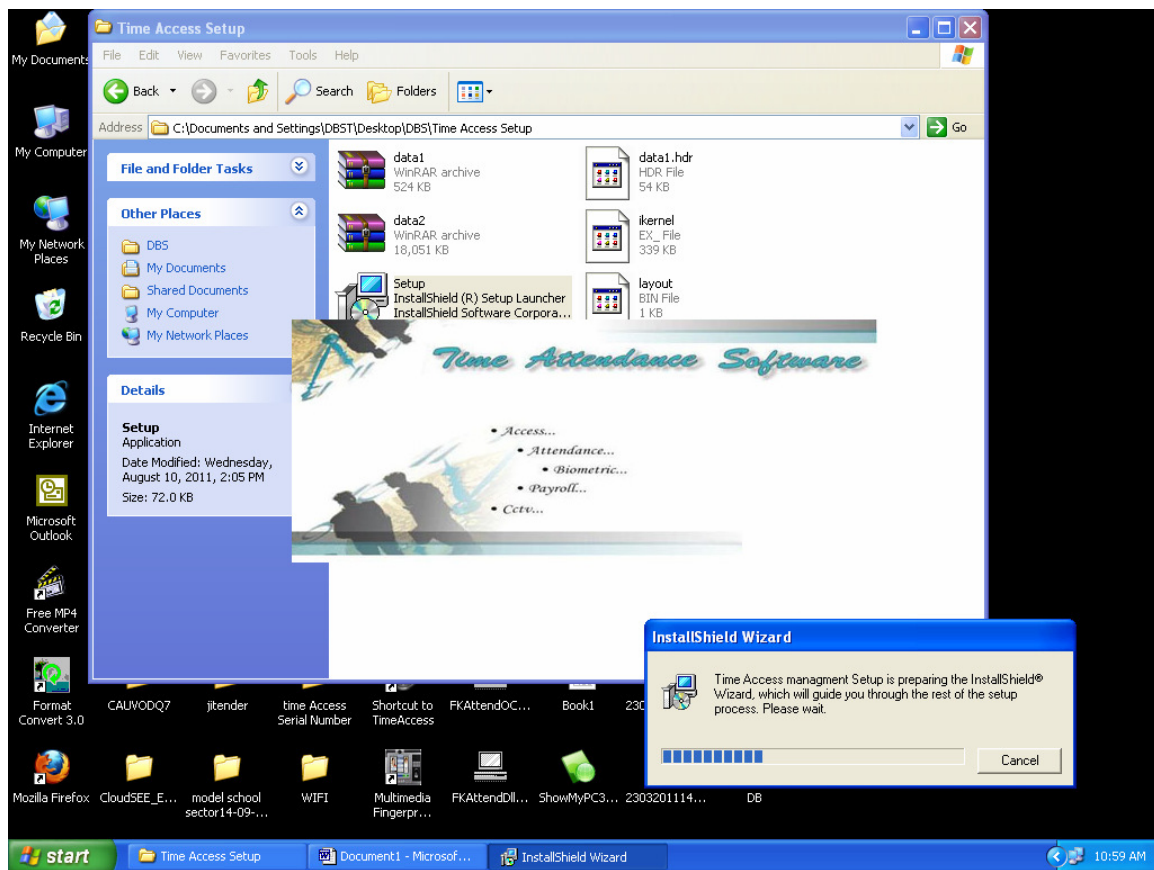 My Documents
My Computer
My Network
Places
Recycle Bin
Internet
Explorer
Microsoft
Outlook
Free MP4
Converter
Format
Convert 3.0
Mozilla Firefox
Time Access Setup
File Edit View Favorites Tools Help
Back Search Folders
Address C:\Documents and Settings\DBST\Desktop\DBS\Time Access Setup Go
File and Folder Tasks
Other Places
DBS
My Documents
Shared Documents
My Computer
My Network Places
Details
Setup
Application
Date Modified: Wednesday,
August 10, 2011, 2:05 PM
Size: 72.0 KB
data1
WinRAR archive
524 KB
data1.hdr
HDR File
54 KB
data2
WinRAR archive
18,051 KB
ikernel
EX_ File
339 KB
Setup
InstallShield (R) Setup Launcher
InstallShield Software Corpora...
layout
BIN File
1 KB
Time Attendance Software
• Access...
• Attendance...
• Biometric...
• Payroll...
• Cctv...
InstallShield Wizard
Time Access managment Setup is preparing the InstallShield®
Wizard, which will guide you through the rest of the setup
process. Please wait.
Cancel
CAUVODQ7
jitender
time Access
Serial Number
Shortcut to
TimeAccess
FKAttendOC...
Book1
230
CloudSEE_E...
model school
sector14-09-...
WIFI
Multimedia
Fingerpr...
FKAttendDll...
ShowMyPC3...
2303201114...
DB
start
Time Access Setup
Document1 - Microsof...
InstallShield Wizard
10:59 AM